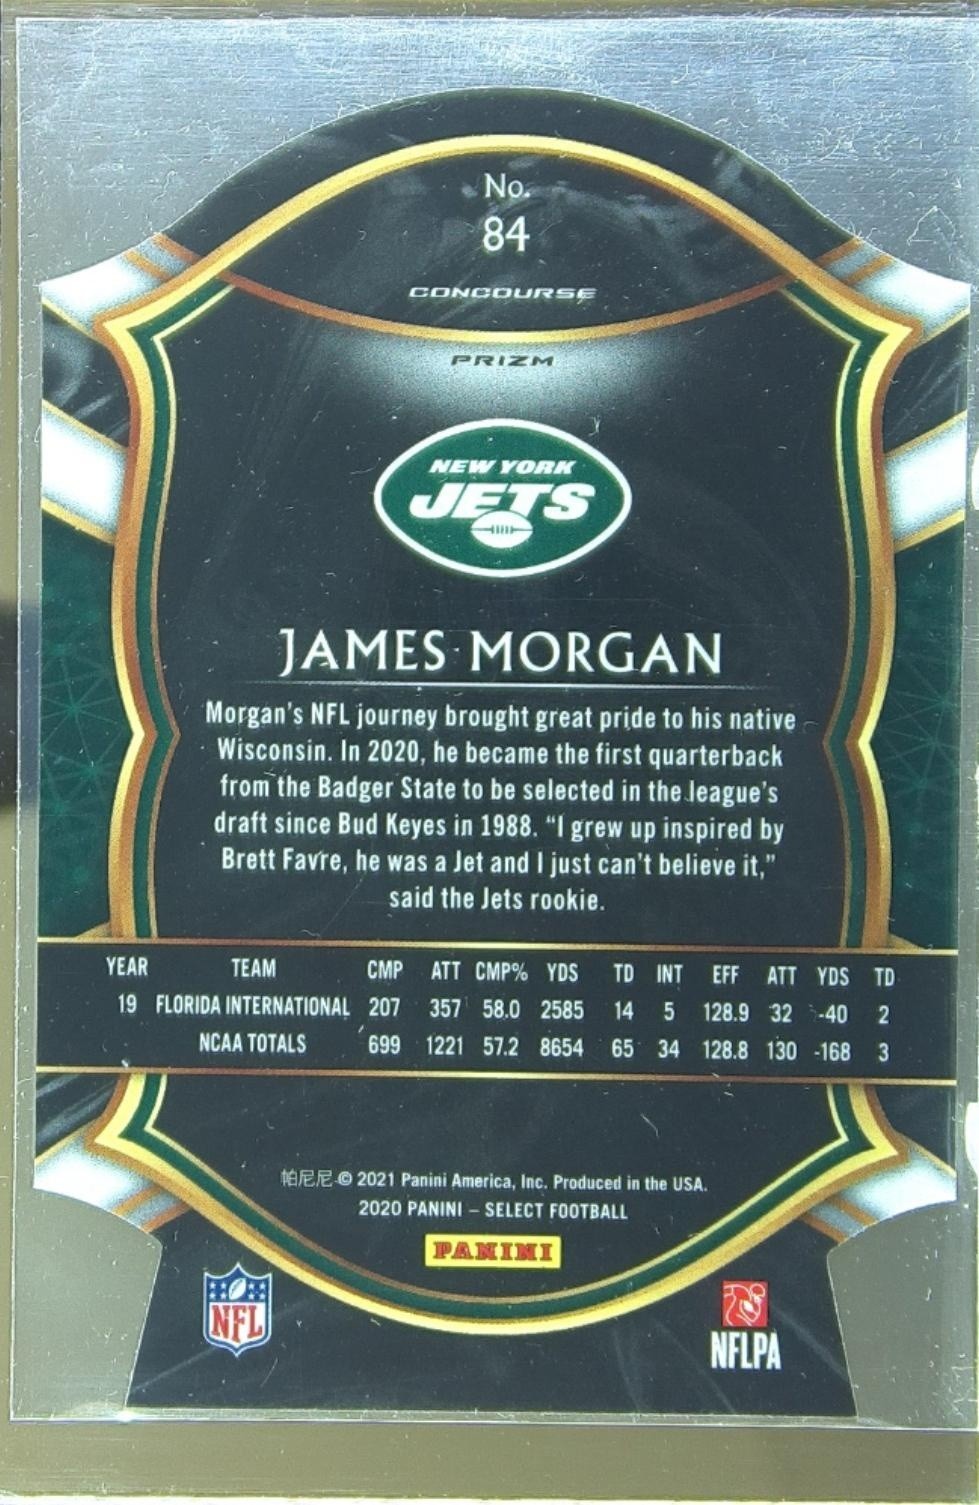 No.
84
CONCOURSE
PRIZM
NEW YORK
JETS
JAMES MORGAN
Morgan's NFL journey brought great pride to his native
Wisconsin. In 2020, he became the first quarterback
from the Badger State to be selected in the league's
draft since Bud Keyes in 1988. "I grew up inspired by
Brett Favre, he was a Jet and I just can't believe it,"
said the Jets rookie.
YEAR TEAM CMP ATT CMP% YDS TD INT EFF ATT YDS TD
19 FLORIDA INTERNATIONAL 207 357 58.0 2585 14 5 128.9 32 -40 2
NCAA TOTALS 699 1221 57.2 8654 65 34 128.8 130 -168 3
帕尼尼 © 2021 Panini America, Inc. Produced in the USA.
2020 PANINI – SELECT FOOTBALL
PANINI
NFL
NFLPA